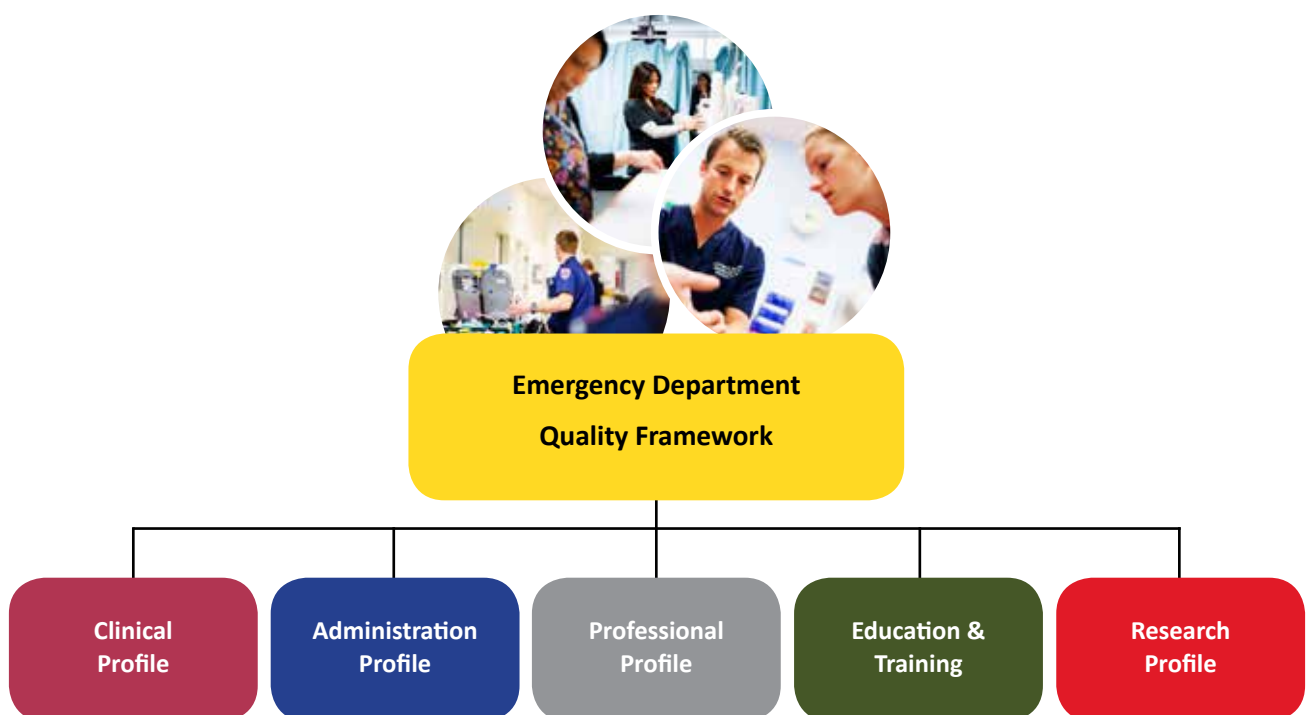 Emergency Department
Quality Framework
Clinical
Profile
Administration
Profile
Professional
Profile
Education &
Training
Research
Profile